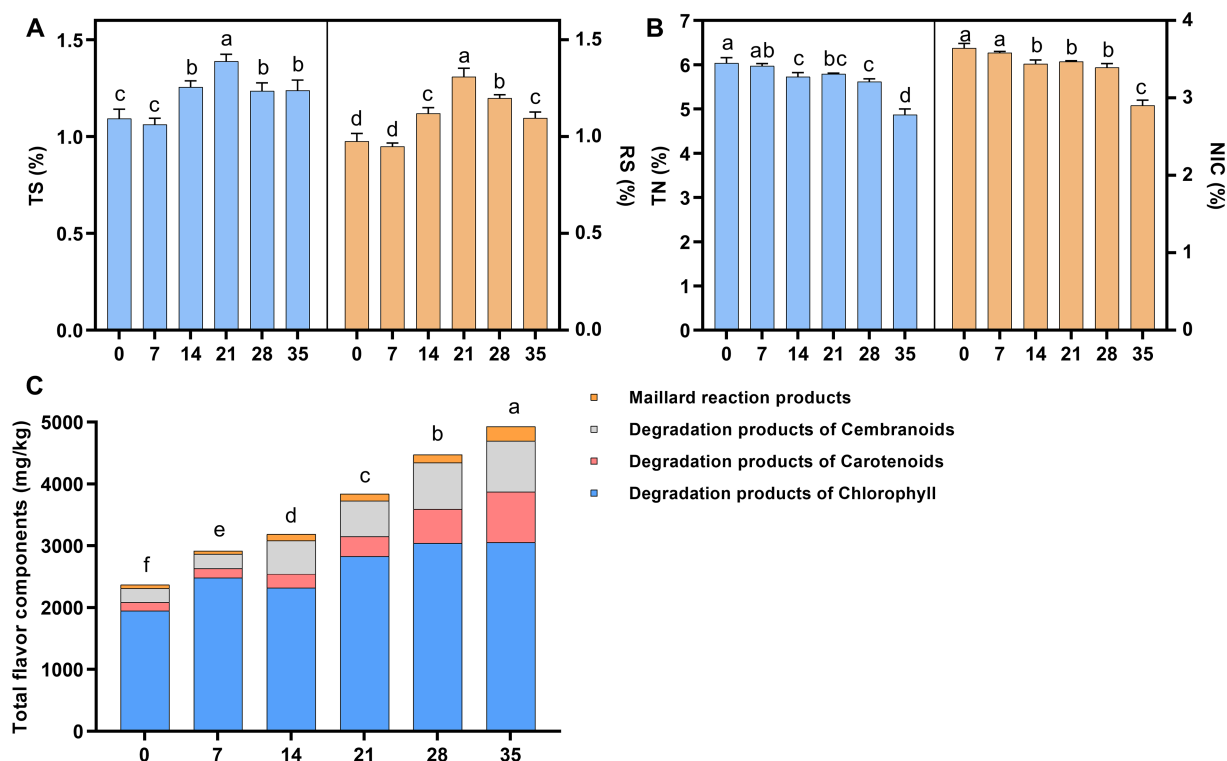 A
TS (%)
1.5
1.0
0.5
0.0
c
c
b
a
b
b
d
d
c
a
b
c
1.5
1.0
0.5
0.0
RS (%)
0 7 14 21 28 35 0 7 14 21 28 35
B
TN (%)
7
6
5
4
3
2
1
0
a
ab
c
bc
c
d
a
a
b
b
b
c
4
3
2
1
0
NIC (%)
0 7 14 21 28 35 0 7 14 21 28 35
C
Total flavor components (mg/kg)
5000
4000
3000
2000
1000
0
f
e
d
c
b
a
0 7 14 21 28 35
Maillard reaction products
Degradation products of Cembranoids
Degradation products of Carotenoids
Degradation products of Chlorophyll